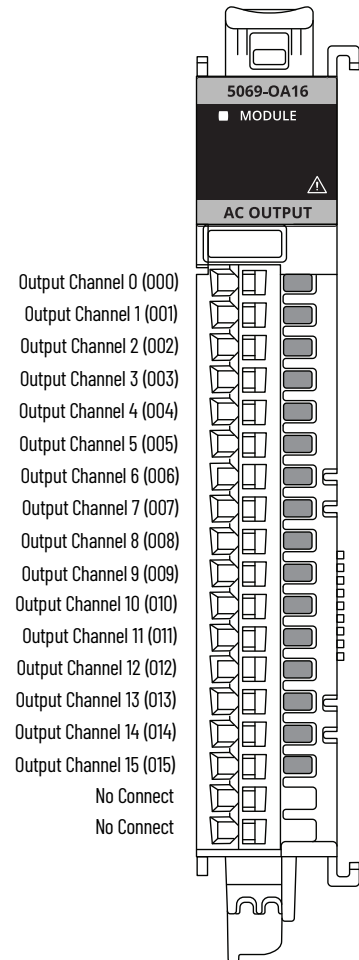 5069-OA16
MODULE
AC OUTPUT
Output Channel 0 (000)
Output Channel 1 (001)
Output Channel 2 (002)
Output Channel 3 (003)
Output Channel 4 (004)
Output Channel 5 (005)
Output Channel 6 (006)
Output Channel 7 (007)
Output Channel 8 (008)
Output Channel 9 (009)
Output Channel 10 (010)
Output Channel 11 (011)
Output Channel 12 (012)
Output Channel 13 (013)
Output Channel 14 (014)
Output Channel 15 (015)
No Connect
No Connect